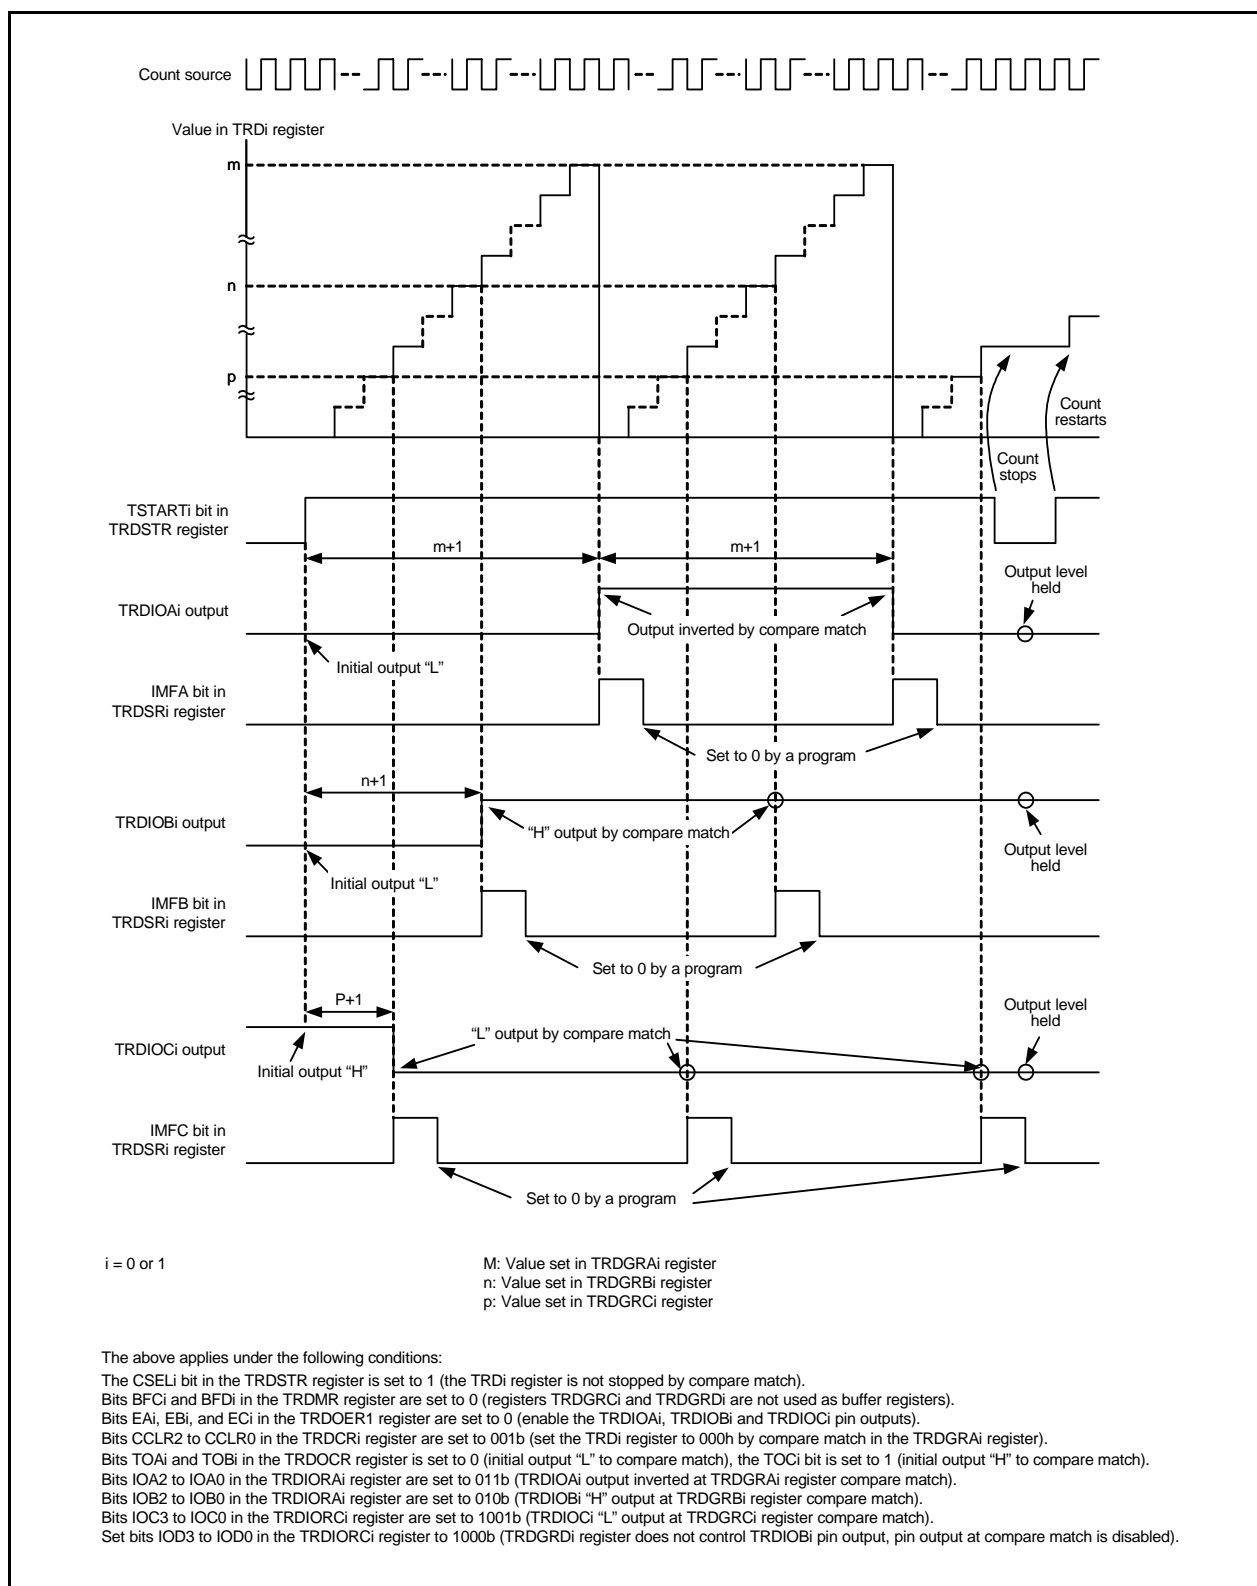 Count source
Value in TRDi register
m
n
p
Count
restarts
Count
stops
TSTARTi bit in
TRDSTR register
m+1
m+1
Output level
held
TRDIOAi output
Output inverted by compare match
Initial output “L”
IMFA bit in
TRDSRi register
Set to 0 by a program
n+1
TRDIOBi output
“H” output by compare match
Output level
held
Initial output “L”
IMFB bit in
TRDSRi register
Set to 0 by a program
P+1
Output level
held
“L” output by compare match
TRDIOCi output
Initial output “H”
IMFC bit in
TRDSRi register
Set to 0 by a program
i = 0 or 1
M: Value set in TRDGRAi register
n: Value set in TRDGRBi register
p: Value set in TRDGRCi register
The above applies under the following conditions:
The CSELi bit in the TRDSTR register is set to 1 (the TRDi register is not stopped by compare match).
Bits BFCi and BFDi in the TRDMR register are set to 0 (registers TRDGRCi and TRDGRDi are not used as buffer registers).
Bits EAi, EBi, and ECi in the TRDOER1 register are set to 0 (enable the TRDIOAi, TRDIOBi and TRDIOCi pin outputs).
Bits CCLR2 to CCLR0 in the TRDCRi register are set to 001b (set the TRDi register to 000h by compare match in the TRDGRAi register).
Bits TOAi and TOBi in the TRDOCR register is set to 0 (initial output “L” to compare match), the TOCi bit is set to 1 (initial output “H” to compare match).
Bits IOA2 to IOA0 in the TRDIORAi register are set to 011b (TRDIOAi output inverted at TRDGRAi register compare match).
Bits IOB2 to IOB0 in the TRDIORAi register are set to 010b (TRDIOBi “H” output at TRDGRBi register compare match).
Bits IOC3 to IOC0 in the TRDIORCi register are set to 1001b (TRDIOCi “L” output at TRDGRCi register compare match).
Set bits IOD3 to IOD0 in the TRDIORCi register to 1000b (TRDGRDi register does not control TRDIOBi pin output, pin output at compare match is disabled).